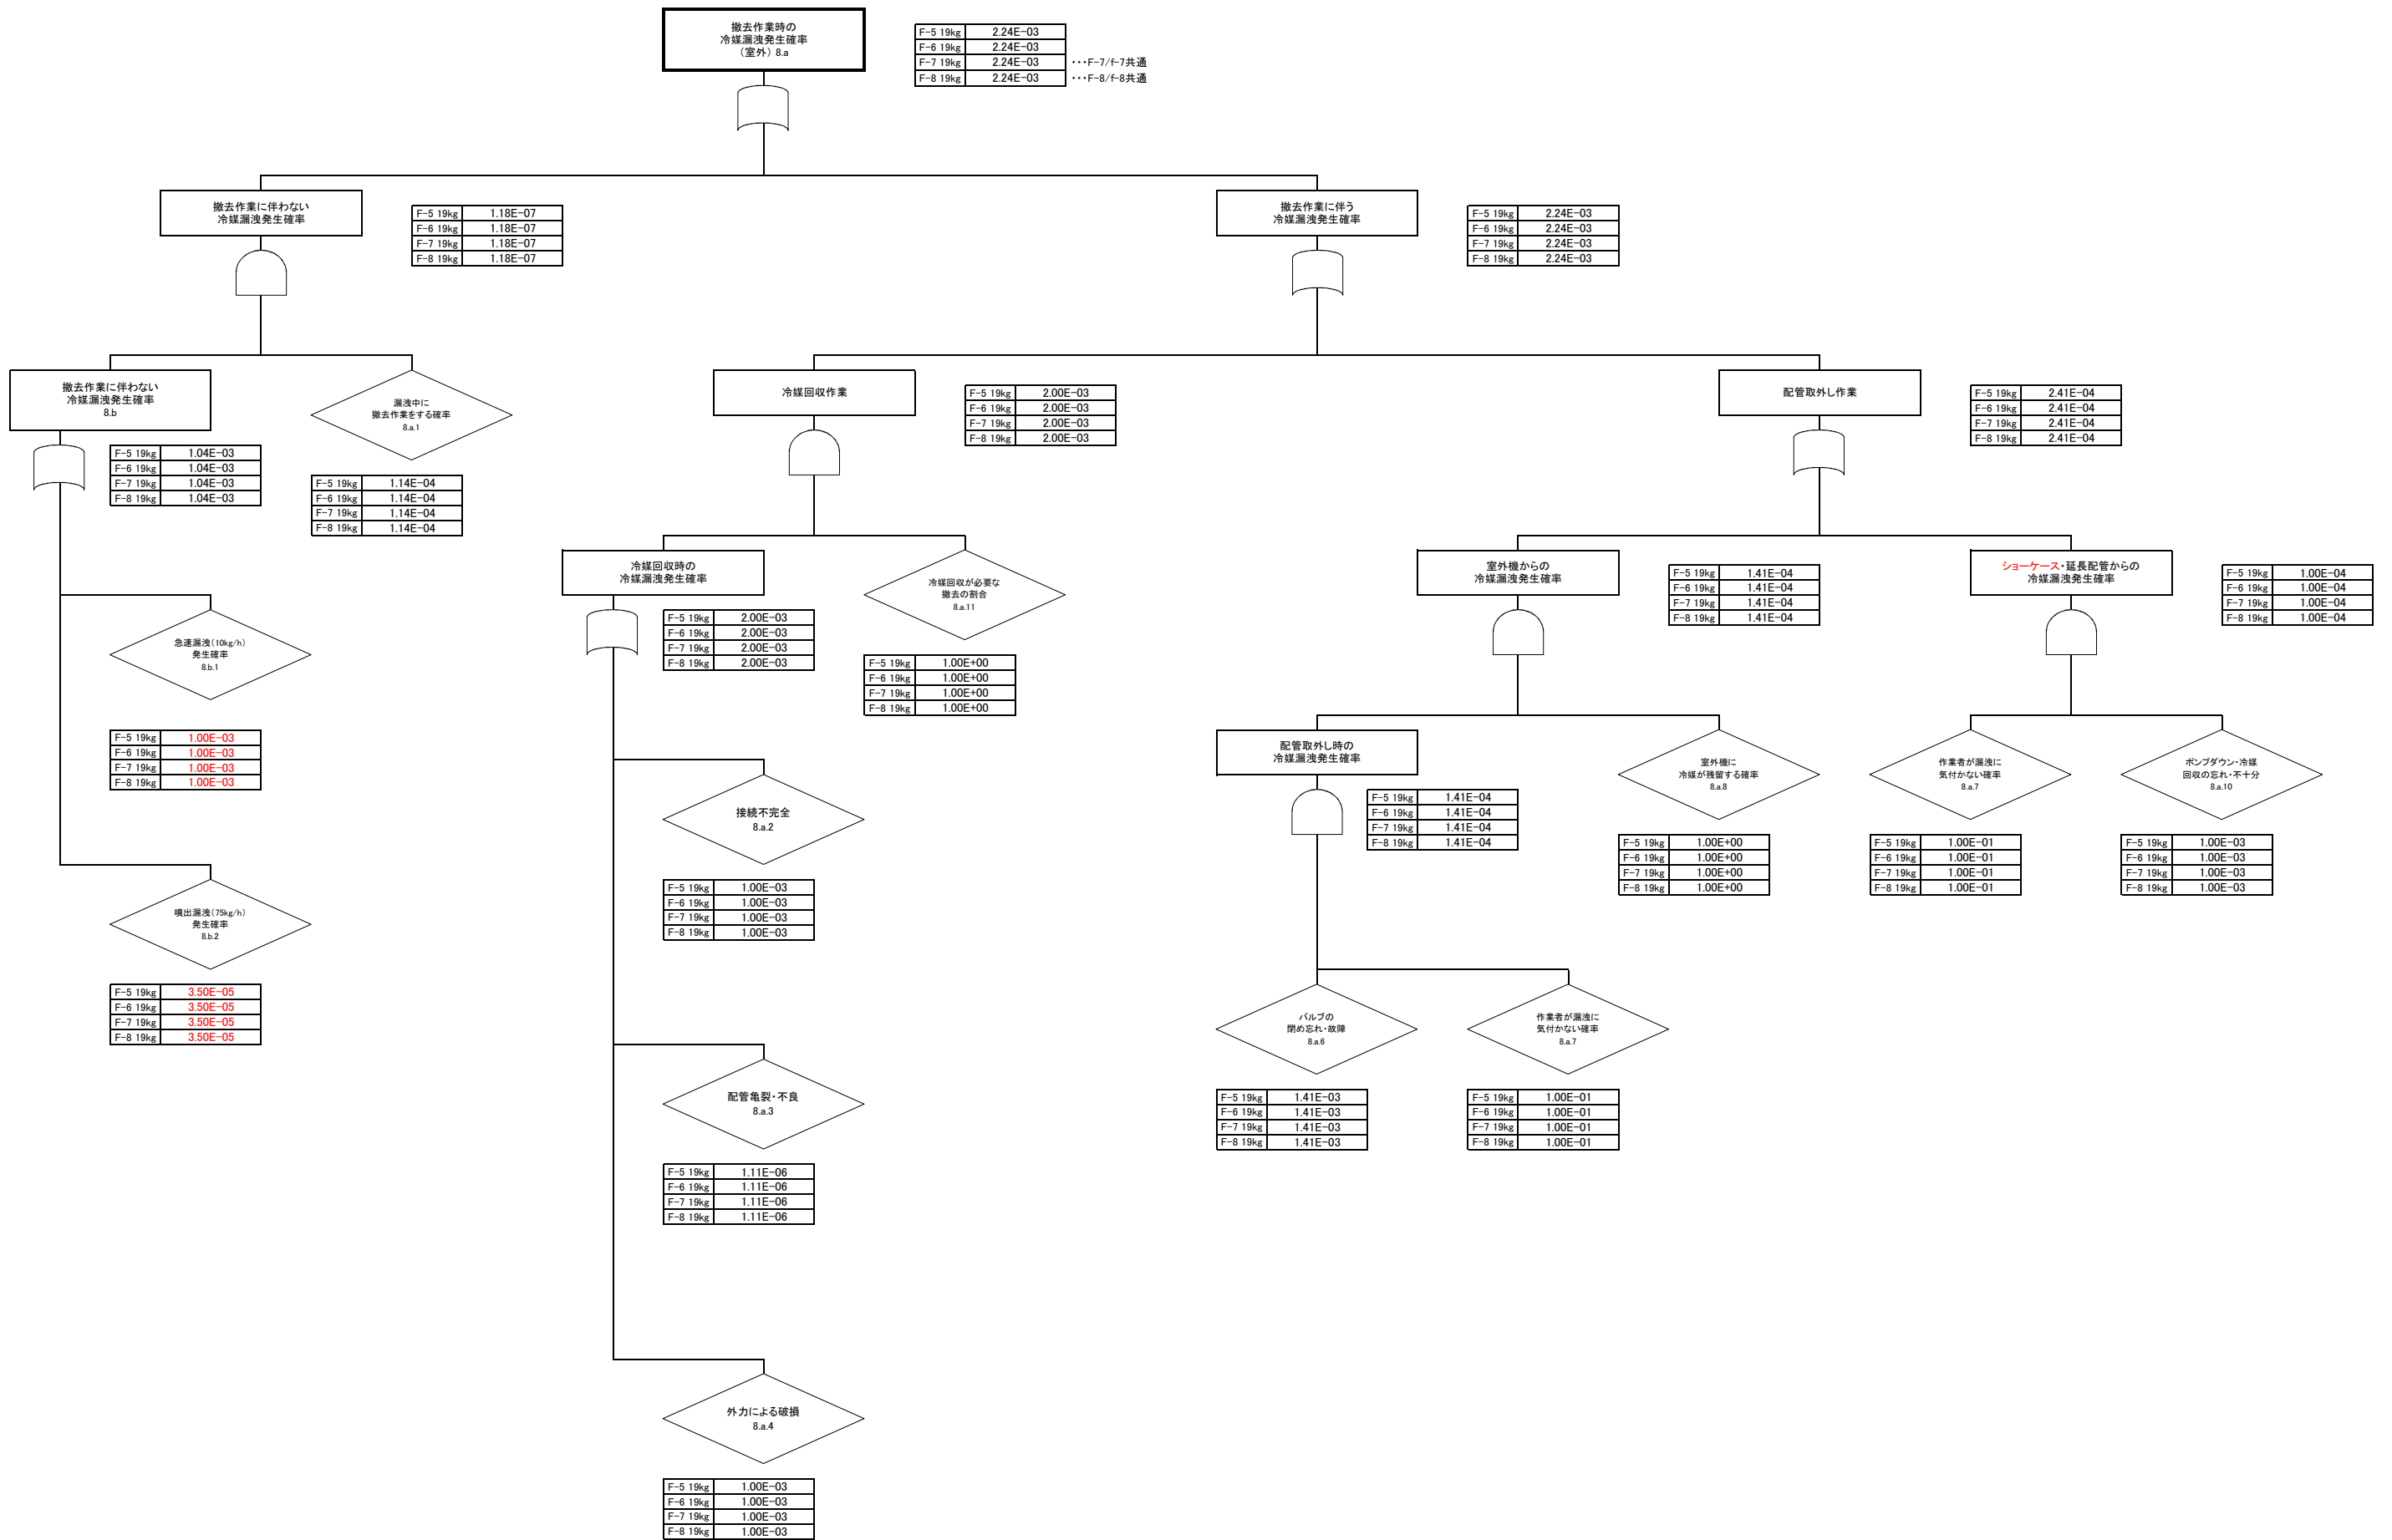 撤去作業時の
冷媒漏洩発生確率
（室外） 8.a
F-5 19kg 2.24E-03
F-6 19kg 2.24E-03
F-7 19kg 2.24E-03 ・・・F-7/f-7共通
F-8 19kg 2.24E-03 ・・・F-8/f-8共通
撤去作業に伴わない
冷媒漏洩発生確率
F-5 19kg 1.18E-07
F-6 19kg 1.18E-07
F-7 19kg 1.18E-07
F-8 19kg 1.18E-07
撤去作業に伴う
冷媒漏洩発生確率
F-5 19kg 2.24E-03
F-6 19kg 2.24E-03
F-7 19kg 2.24E-03
F-8 19kg 2.24E-03
撤去作業に伴わない
冷媒漏洩発生確率
8.b
F-5 19kg 1.04E-03
F-6 19kg 1.04E-03
F-7 19kg 1.04E-03
F-8 19kg 1.04E-03
漏洩中に
撤去作業をする確率
8.a.1
F-5 19kg 1.14E-04
F-6 19kg 1.14E-04
F-7 19kg 1.14E-04
F-8 19kg 1.14E-04
冷媒回収作業
F-5 19kg 2.00E-03
F-6 19kg 2.00E-03
F-7 19kg 2.00E-03
F-8 19kg 2.00E-03
配管取外し作業
F-5 19kg 2.41E-04
F-6 19kg 2.41E-04
F-7 19kg 2.41E-04
F-8 19kg 2.41E-04
冷媒回収時の
冷媒漏洩発生確率
F-5 19kg 2.00E-03
F-6 19kg 2.00E-03
F-7 19kg 2.00E-03
F-8 19kg 2.00E-03
冷媒回収が必要な
撤去の割合
8.a.11
F-5 19kg 1.00E+00
F-6 19kg 1.00E+00
F-7 19kg 1.00E+00
F-8 19kg 1.00E+00
室外機からの
冷媒漏洩発生確率
F-5 19kg 1.41E-04
F-6 19kg 1.41E-04
F-7 19kg 1.41E-04
F-8 19kg 1.41E-04
ショーケース・延長配管からの
冷媒漏洩発生確率
F-5 19kg 1.00E-04
F-6 19kg 1.00E-04
F-7 19kg 1.00E-04
F-8 19kg 1.00E-04
急速漏洩（10kg/h）
発生確率
8.b.1
F-5 19kg 1.00E-03
F-6 19kg 1.00E-03
F-7 19kg 1.00E-03
F-8 19kg 1.00E-03
噴出漏洩（75kg/h）
発生確率
8.b.2
F-5 19kg 3.50E-05
F-6 19kg 3.50E-05
F-7 19kg 3.50E-05
F-8 19kg 3.50E-05
接続不完全
8.a.2
F-5 19kg 1.00E-03
F-6 19kg 1.00E-03
F-7 19kg 1.00E-03
F-8 19kg 1.00E-03
配管亀裂・不良
8.a.3
F-5 19kg 1.11E-06
F-6 19kg 1.11E-06
F-7 19kg 1.11E-06
F-8 19kg 1.11E-06
外力による破損
8.a.4
F-5 19kg 1.00E-03
F-6 19kg 1.00E-03
F-7 19kg 1.00E-03
F-8 19kg 1.00E-03
配管取外し時の
冷媒漏洩発生確率
F-5 19kg 1.41E-04
F-6 19kg 1.41E-04
F-7 19kg 1.41E-04
F-8 19kg 1.41E-04
室外機に
冷媒が残留する確率
8.a.8
F-5 19kg 1.00E+00
F-6 19kg 1.00E+00
F-7 19kg 1.00E+00
F-8 19kg 1.00E+00
作業者が漏洩に
気付かない確率
8.a.7
F-5 19kg 1.00E-01
F-6 19kg 1.00E-01
F-7 19kg 1.00E-01
F-8 19kg 1.00E-01
ポンプダウン・冷媒
回収の忘れ・不十分
8.a.10
F-5 19kg 1.00E-03
F-6 19kg 1.00E-03
F-7 19kg 1.00E-03
F-8 19kg 1.00E-03
バルブの
閉め忘れ・故障
8.a.6
F-5 19kg 1.41E-03
F-6 19kg 1.41E-03
F-7 19kg 1.41E-03
F-8 19kg 1.41E-03
作業者が漏洩に
気付かない確率
8.a.7
F-5 19kg 1.00E-01
F-6 19kg 1.00E-01
F-7 19kg 1.00E-01
F-8 19kg 1.00E-01